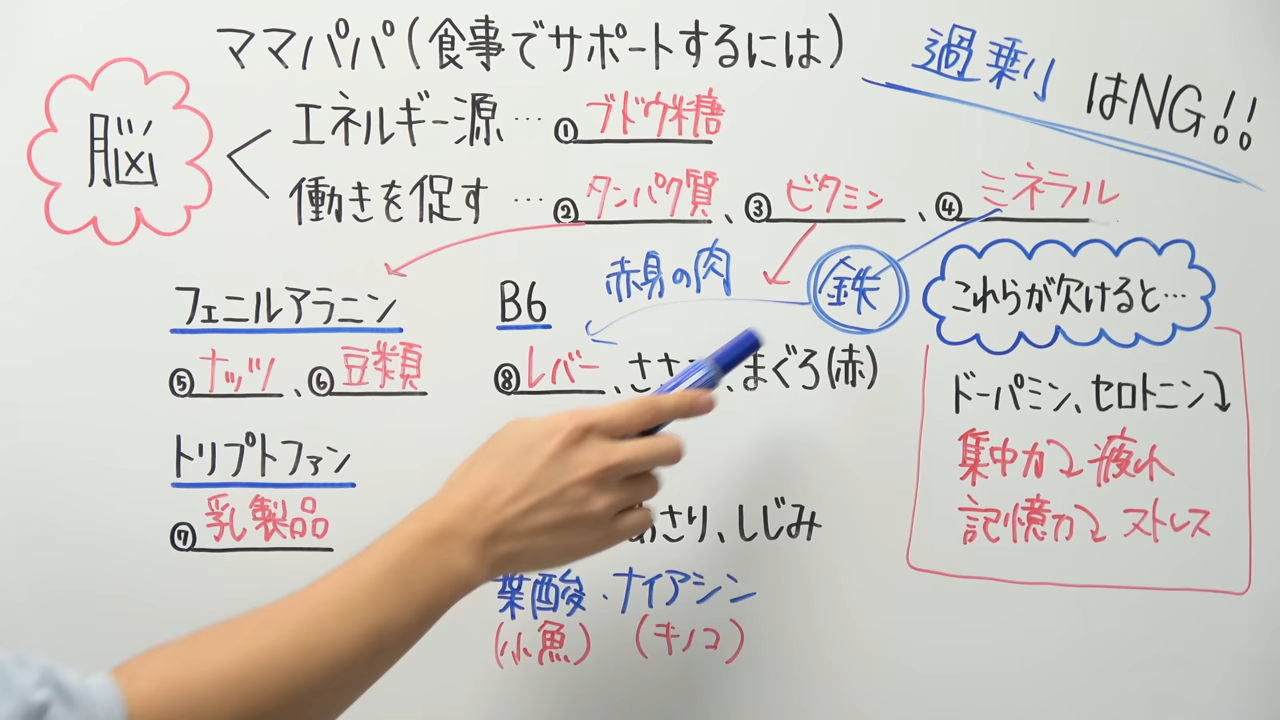 ママパパ(食事でサポートするには)
過剰はNG!!
脳
エネルギー源…①ブドウ糖
働きを促す…②タンパク質、③ビタミン、④ミネラル
フェニルアラニン
⑤ナッツ、⑥豆類
トリプトファン
⑦乳製品
B6
赤身の肉
鉄
⑧レバー、ささ、まぐろ(赤)
さり、しじみ
葉酸・ナイアシン
(小魚) (キノコ)
これらが欠けると…
ドーパミン、セロトニン⤵
集中力⤵ 疲れ
記憶力⤵ ストレス